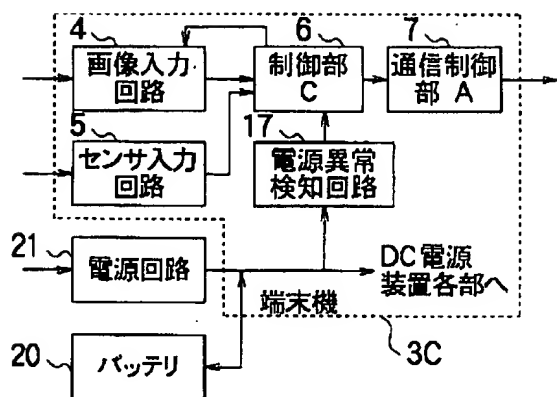 4
6
7
画像入力
回路
制御部
C
通信制御
部 A
5
17
センサ入力
回路
電源異常
検知回路
21
電源回路
DC電源
装置各部へ
端末機
20
バッテリ
3C